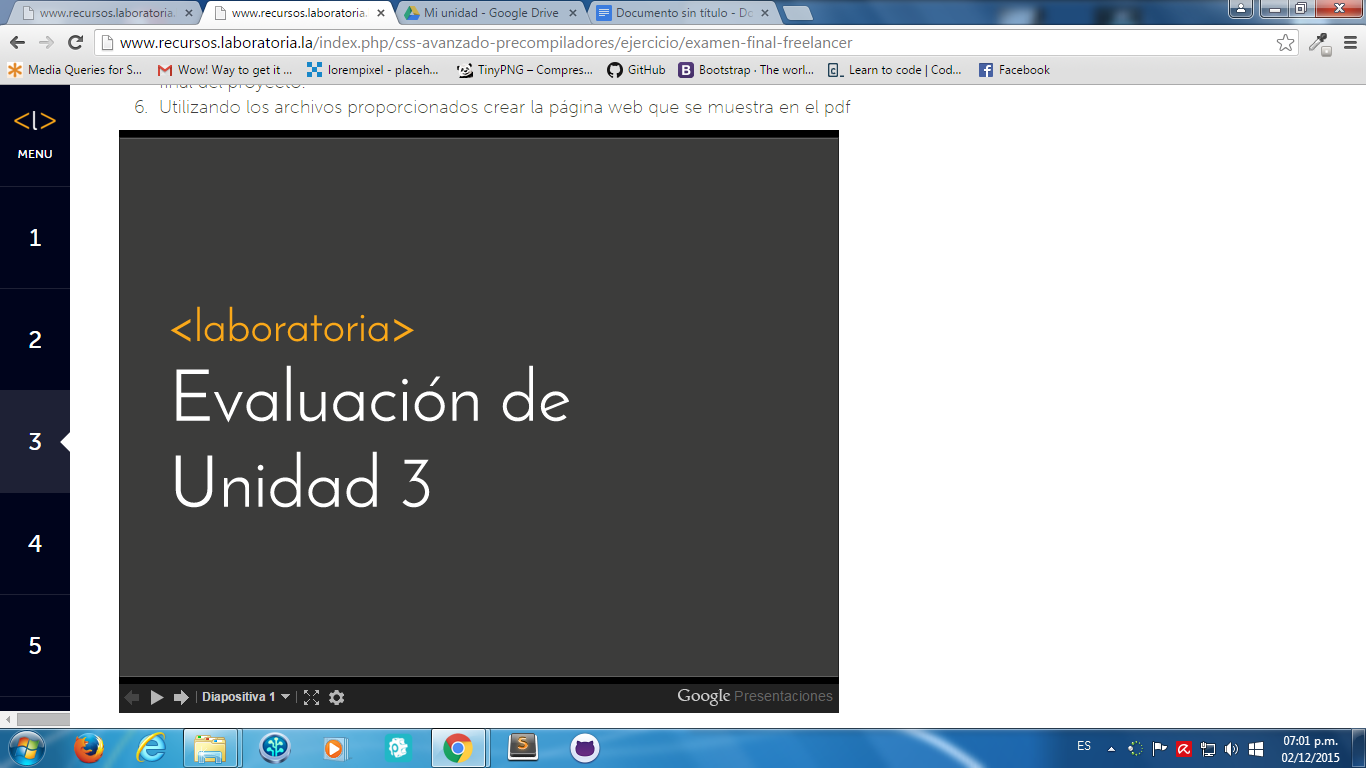 www.recursos.laboratoria.
www.recursos.laboratoria.
Mi unidad - Google Drive
Documento sin título - Do
www.recursos.laboratoria.la/index.php/css-avanzado-precompiladores/ejercicio/examen-final-freelancer
Media Queries for S...
Wow! Way to get it ...
lorempixel - placeh...
TinyPNG – Compres...
GitHub
Bootstrap · The worl...
Learn to code | Cod...
Facebook
<l>
MENU
1
2
3
4
5
final del proyecto.
6. Utilizando los archivos proporcionados crear la página web que se muestra en el pdf
<laboratoria>
Evaluación de
Unidad 3
Diapositiva 1
Google Presentaciones
ES
07:01 p.m.
02/12/2015